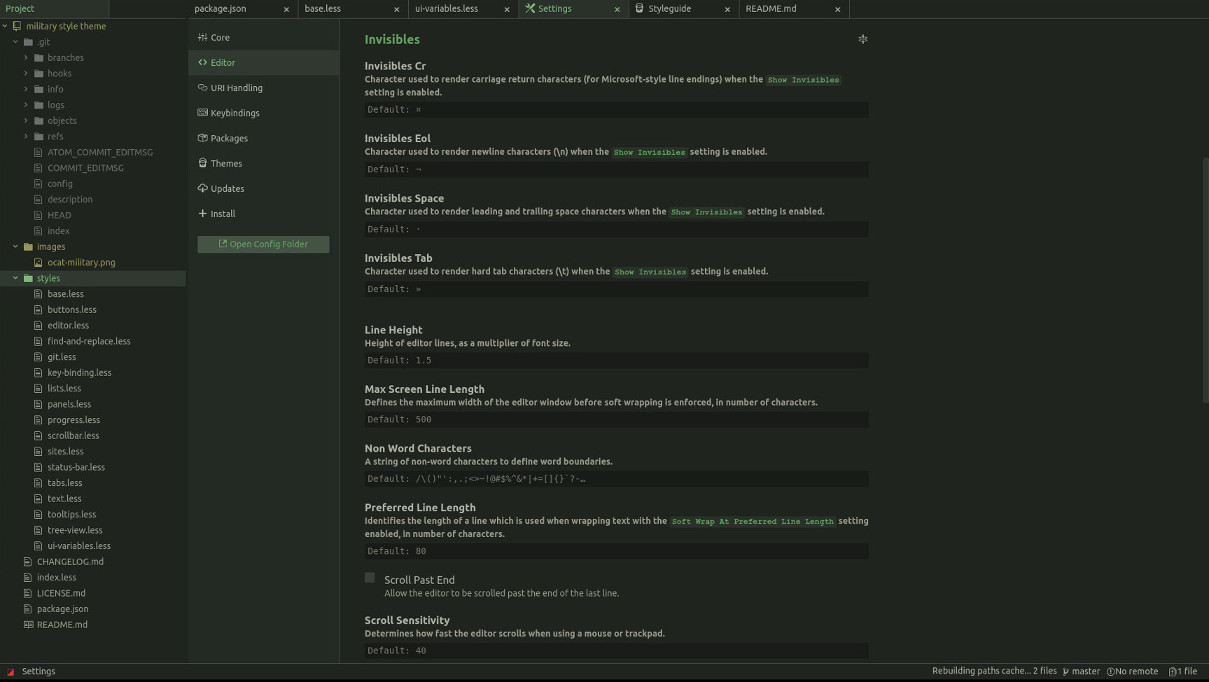 Project
package.json
base.less
ui-variables.less
Settings
Styleguide
README.md
military style theme
.git
branches
hooks
info
logs
objects
refs
ATOM_COMMIT_EDITMSG
COMMIT_EDITMSG
config
description
HEAD
index
images
ocat-military.png
styles
base.less
buttons.less
editor.less
find-and-replace.less
git.less
key-binding.less
lists.less
panels.less
progress.less
scrollbar.less
sites.less
status-bar.less
tabs.less
text.less
tooltips.less
tree-view.less
ui-variables.less
CHANGELOG.md
index.less
LICENSE.md
package.json
README.md
Core
Editor
URI Handling
Keybindings
Packages
Themes
Updates
Install
Open Config Folder
Invisibles
Invisibles Cr
Character used to render carriage return characters (for Microsoft-style line endings) when the Show Invisibles
setting is enabled.
Default: ¤
Invisibles Eol
Character used to render newline characters (\n) when the Show Invisibles setting is enabled.
Default: ¬
Invisibles Space
Character used to render leading and trailing space characters when the Show Invisibles setting is enabled.
Default: ·
Invisibles Tab
Character used to render hard tab characters (\t) when the Show Invisibles setting is enabled.
Default: »
Line Height
Height of editor lines, as a multiplier of font size.
Default: 1.5
Max Screen Line Length
Defines the maximum width of the editor window before soft wrapping is enforced, in number of characters.
Default: 500
Non Word Characters
A string of non-word characters to define word boundaries.
Default: /\()"':,.;<>~!@#$%^&*|+=[]{}`?-…
Preferred Line Length
Identifies the length of a line which is used when wrapping text with the Soft Wrap At Preferred Line Length setting
enabled, in number of characters.
Default: 80
Scroll Past End
Allow the editor to be scrolled past the end of the last line.
Scroll Sensitivity
Determines how fast the editor scrolls when using a mouse or trackpad.
Default: 40
Settings
Rebuilding paths cache... 2 files
master
No remote
1 file